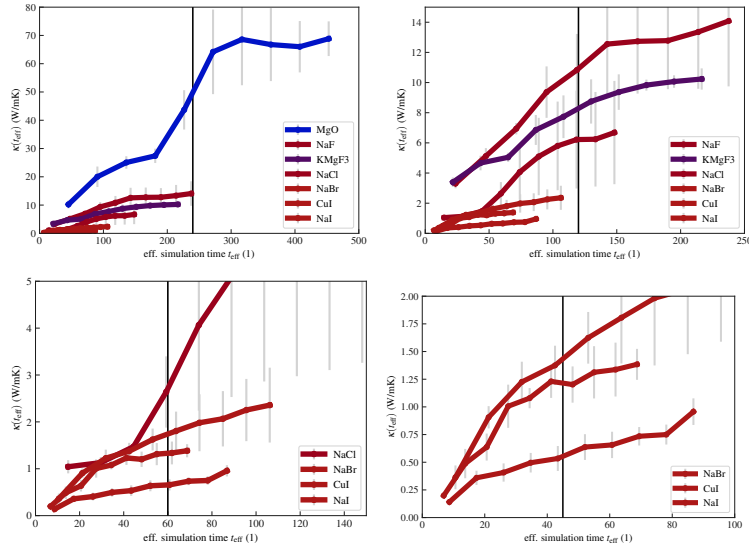 80
70
60
50
40
30
20
10
0
0 100 200 300 400 500
κ(t_eff) (W/mK)
eff. simulation time t_eff (1)
MgO
NaF
KMgF3
NaCl
NaBr
CuI
NaI
14
12
10
8
6
4
2
0
0 50 100 150 200 250
κ(t_eff) (W/mK)
eff. simulation time t_eff (1)
NaF
KMgF3
NaCl
NaBr
CuI
NaI
5
4
3
2
1
0
0 20 40 60 80 100 120 140
κ(t_eff) (W/mK)
eff. simulation time t_eff (1)
NaCl
NaBr
CuI
NaI
2.00
1.75
1.50
1.25
1.00
0.75
0.50
0.25
0.00
0 20 40 60 80 100
κ(t_eff) (W/mK)
eff. simulation time t_eff (1)
NaBr
CuI
NaI